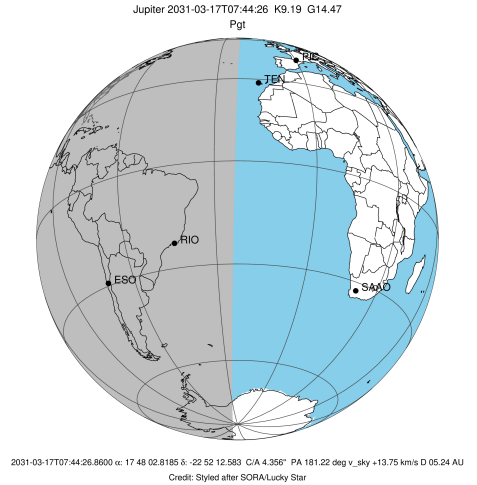 Jupiter 2031-03-17T07:44:26 K9.19 G14.47
Pgt
PIC
TEN
RIO
ESO
SAAO
2031-03-17T07:44:26.8600 α: 17 48 02.8185 δ: -22 52 12.583 C/A 4.356" PA 181.22 deg v_sky +13.75 km/s D 05.24 AU
Credit: Styled after SORA/Lucky Star